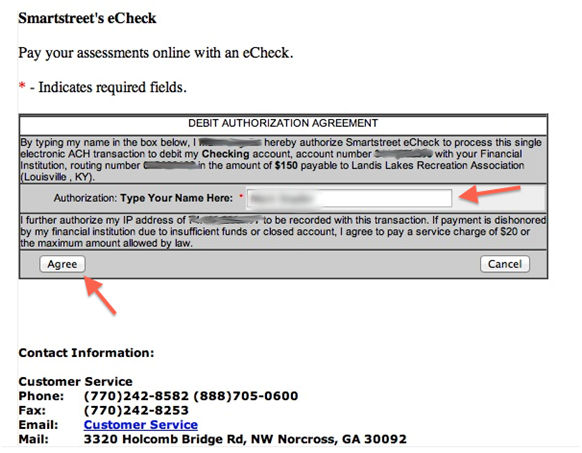 Smartstreet's eCheck
Pay your assessments online with an eCheck.
* - Indicates required fields.
DEBIT AUTHORIZATION AGREEMENT
By typing my name in the box below, I hereby authorize Smartstreet eCheck to process this single
electronic ACH transaction to debit my Checking account, account number with your Financial
Institution, routing number in the amount of $150 payable to Landis Lakes Recreation Association
(Louisville , KY).
Authorization: Type Your Name Here: *
I further authorize my IP address of to be recorded with this transaction. If payment is dishonored
by my financial institution due to insufficient funds or closed account, I agree to pay a service charge of $20 or
the maximum amount allowed by law.
Agree Cancel
Contact Information:
Customer Service
Phone: (770)242-8582 (888)705-0600
Fax: (770)242-8253
Email: Customer Service
Mail: 3320 Holcomb Bridge Rd, NW Norcross, GA 30092